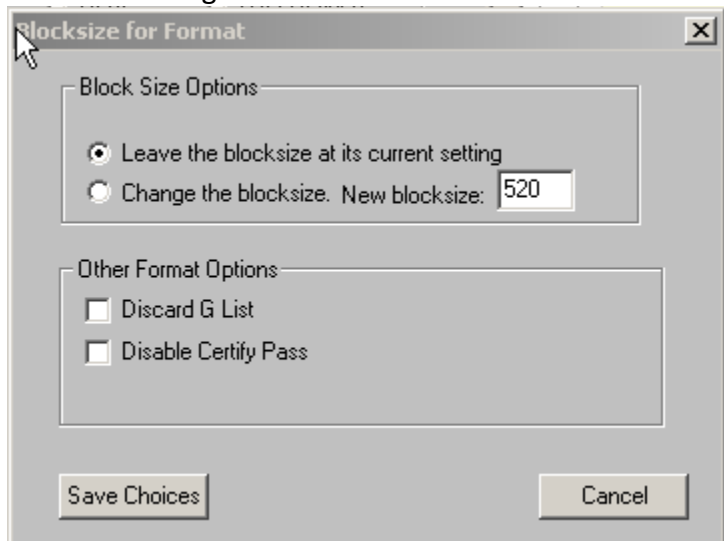 Blocksize for Format
Block Size Options
Leave the blocksize at its current setting
Change the blocksize. New blocksize: 520
Other Format Options
Discard G List
Disable Certify Pass
Save Choices Cancel